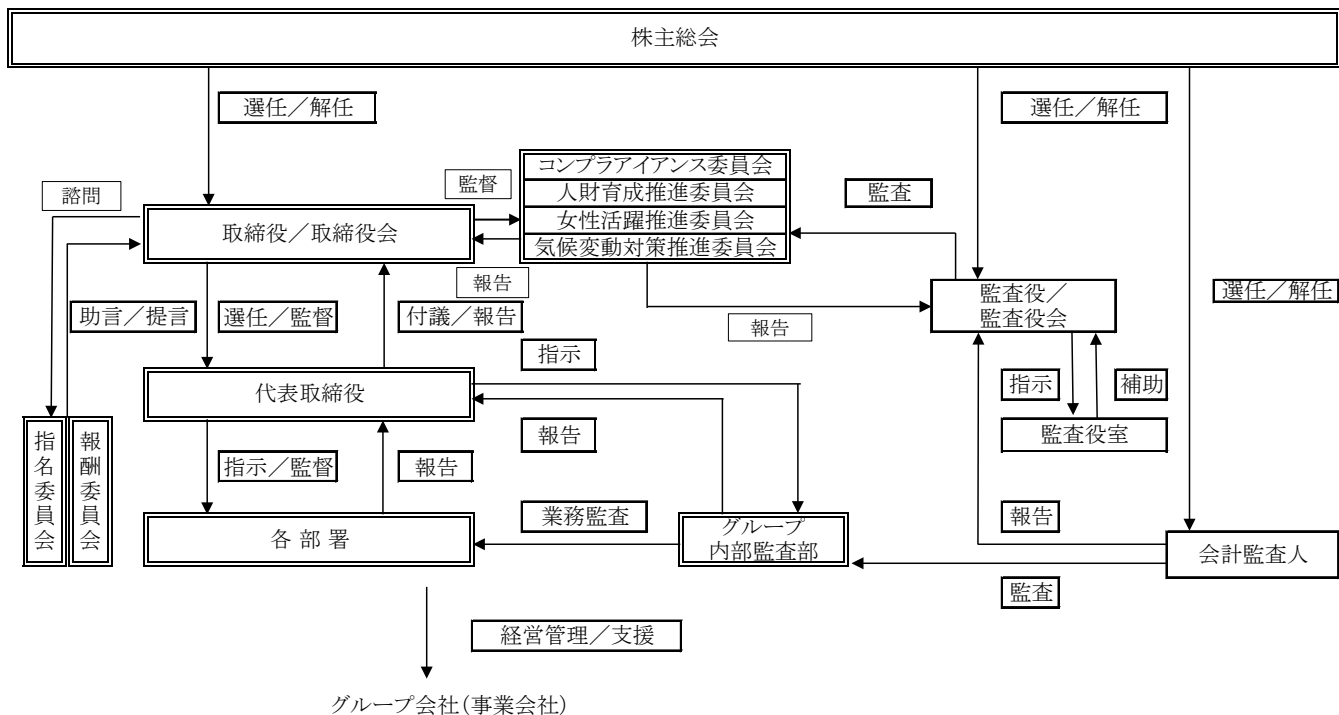 株主総会
選任／解任
選任／解任
コンプラアイアンス委員会
監督
人財育成推進委員会
監査
諮問
女性活躍推進委員会
取締役／取締役会
気候変動対策推進委員会
報告
監査役／
監査役会
選任／解任
助言／提言
選任／監督
付議／報告
報告
指示
代表取締役
指示
補助
報告
監査役室
指名委員会
報酬委員会
指示／監督
報告
業務監査
報告
各 部 署
グループ
内部監査部
会計監査人
監査
経営管理／支援
グループ会社(事業会社)